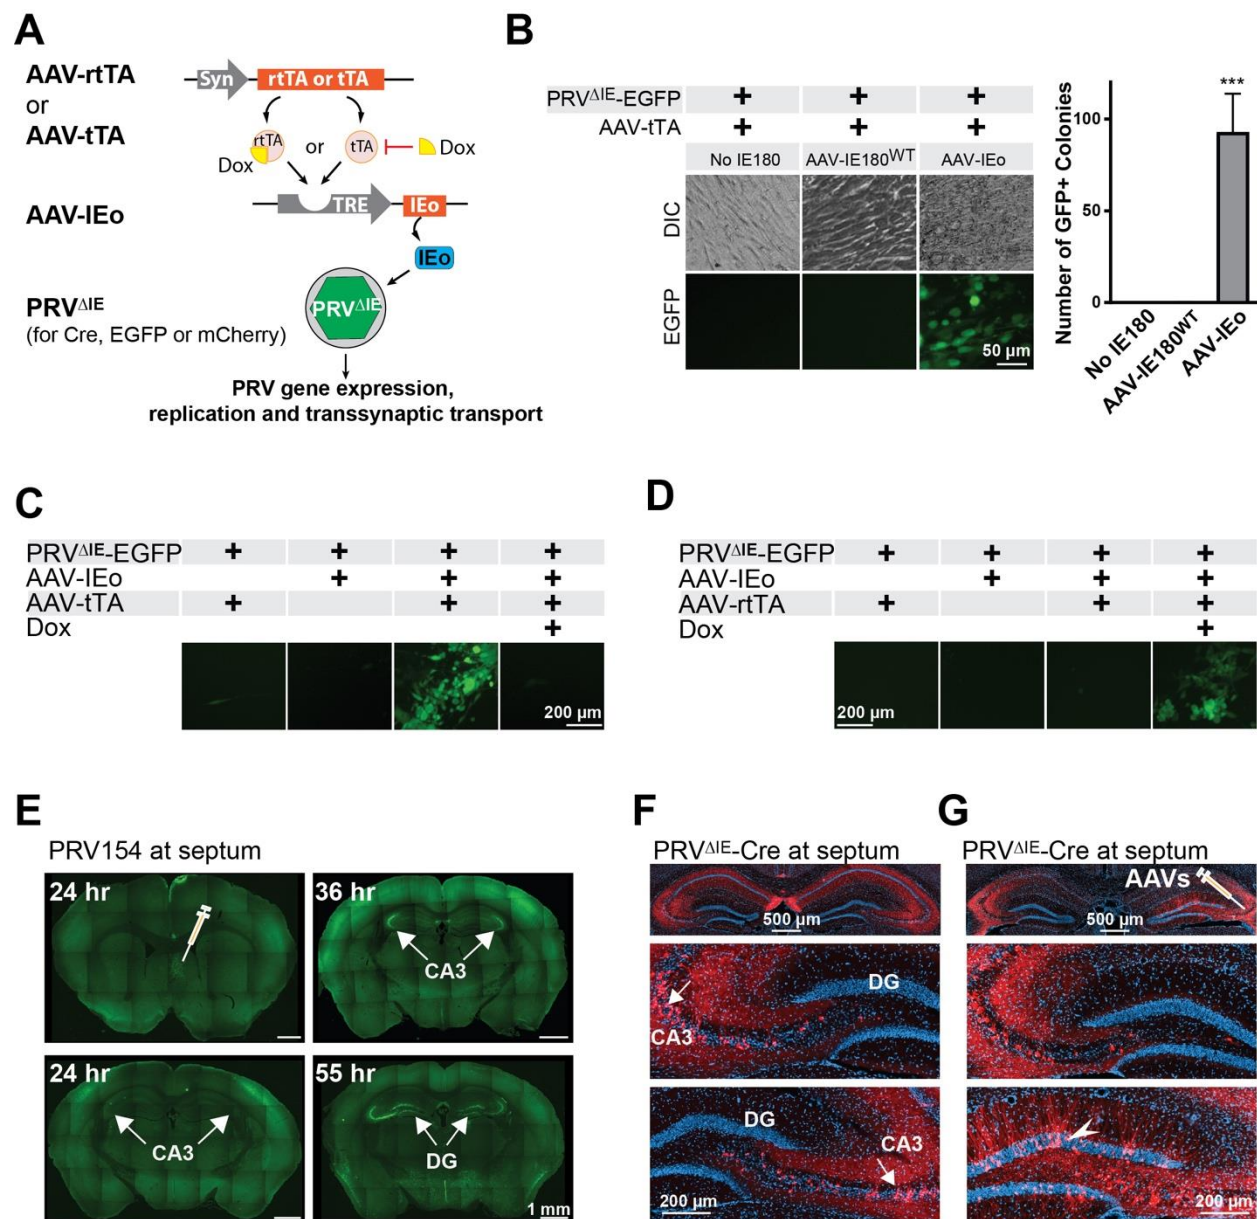 A
AAV-rtTA
or
AAV-tTA
Syn
rtTA or tTA
rtTA
Dox
or
tTA
Dox
AAV-IEo
TRE
IEo
IEo
PRVΔIE
PRVΔIE
(for Cre, EGFP or mCherry)
PRV gene expression,
replication and transsynaptic transport
B
PRVΔIE-EGFP + + +
AAV-tTA + + +
No IE180 AAV-IE180WT AAV-IEo
DIC
EGFP
50 µm
Number of GFP+ Colonies
***
100
50
0
No IE180
AAV-IE180WT
AAV-IEo
C
PRVΔIE-EGFP + + + +
AAV-IEo + + +
AAV-tTA + + +
Dox +
200 µm
D
PRVΔIE-EGFP + + + +
AAV-IEo + + +
AAV-rtTA + + +
Dox +
200 µm
E
PRV154 at septum
24 hr
36 hr
CA3
24 hr
CA3
55 hr
DG
1 mm
F
PRVΔIE-Cre at septum
500 µm
DG
CA3
DG
CA3
200 µm
G
PRVΔIE-Cre at septum
AAVs
500 µm
200 µm